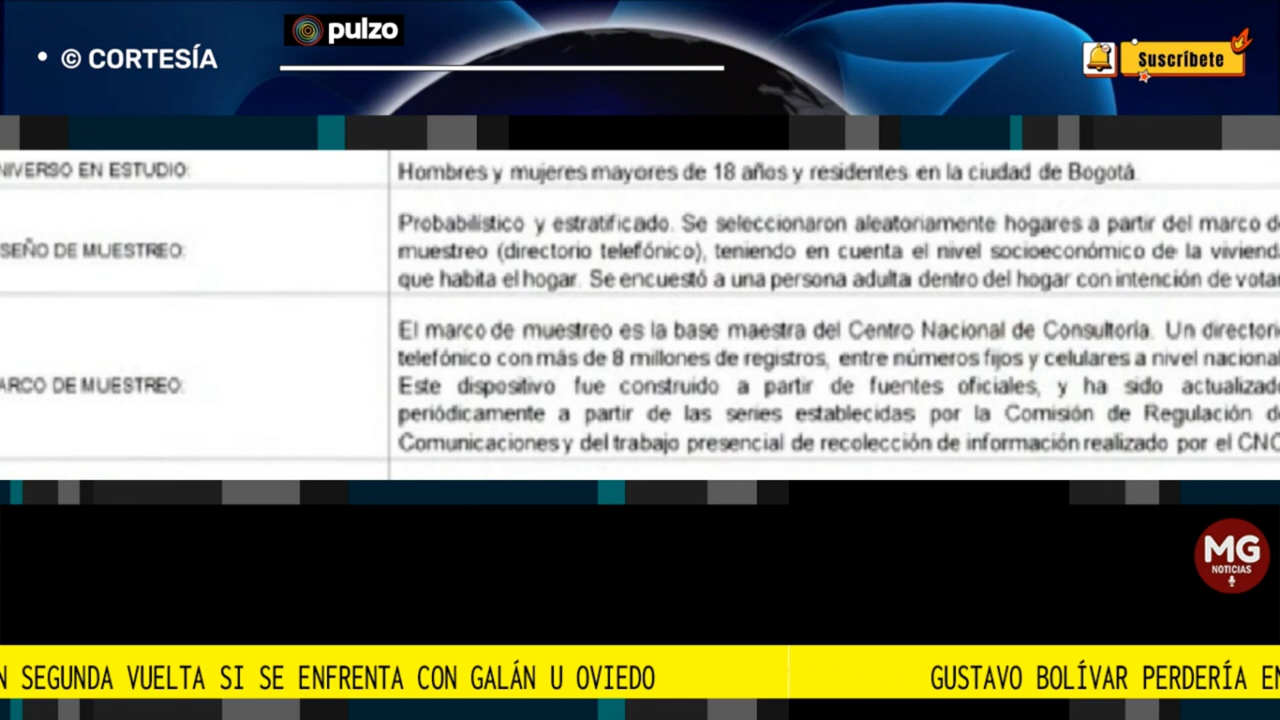 • © CORTESÍA
pulzo
Suscríbete
NIVERSO EN ESTUDIO:
Hombres y mujeres mayores de 18 años y residentes en la ciudad de Bogotá.
SEÑO DE MUESTREO:
Probabilístico y estratificado. Se seleccionaron aleatoriamente hogares a partir del marco d
muestreo (directorio telefónico), teniendo en cuenta el nivel socioeconómico de la viviend
que habita el hogar. Se encuestó a una persona adulta dentro del hogar con intención de vota
ARCO DE MUESTREO:
El marco de muestreo es la base maestra del Centro Nacional de Consultoría. Un directori
telefónico con más de 8 millones de registros, entre números fijos y celulares a nivel nacional
Este dispositivo fue construido a partir de fuentes oficiales, y ha sido actualizad
periódicamente a partir de las series establecidas por la Comisión de Regulación d
Comunicaciones y del trabajo presencial de recolección de información realizado por el CNC
MG
NOTICIAS
N SEGUNDA VUELTA SI SE ENFRENTA CON GALÁN U OVIEDO
GUSTAVO BOLÍVAR PERDERÍA EN